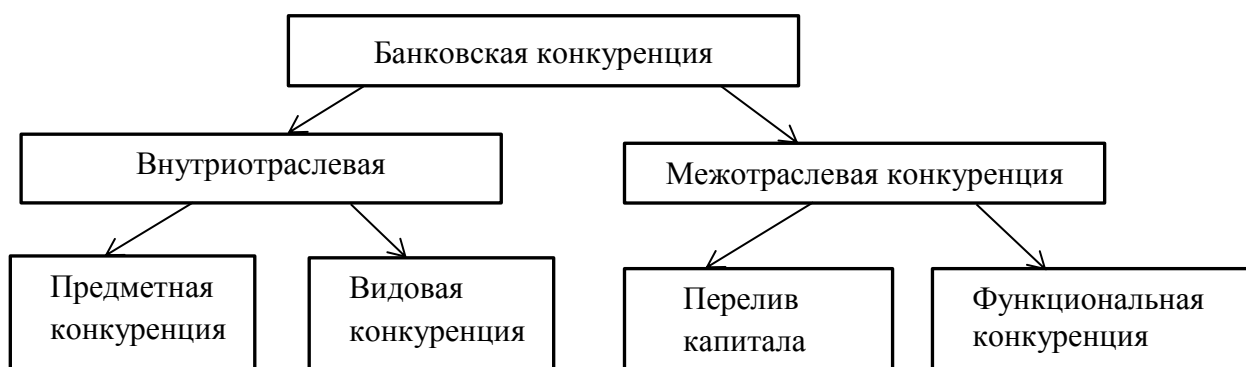 Банковская конкуренция
Внутриотраслевая
Межотраслевая конкуренция
Предметная
конкуренция
Видовая
конкуренция
Перелив
капитала
Функциональная
конкуренция